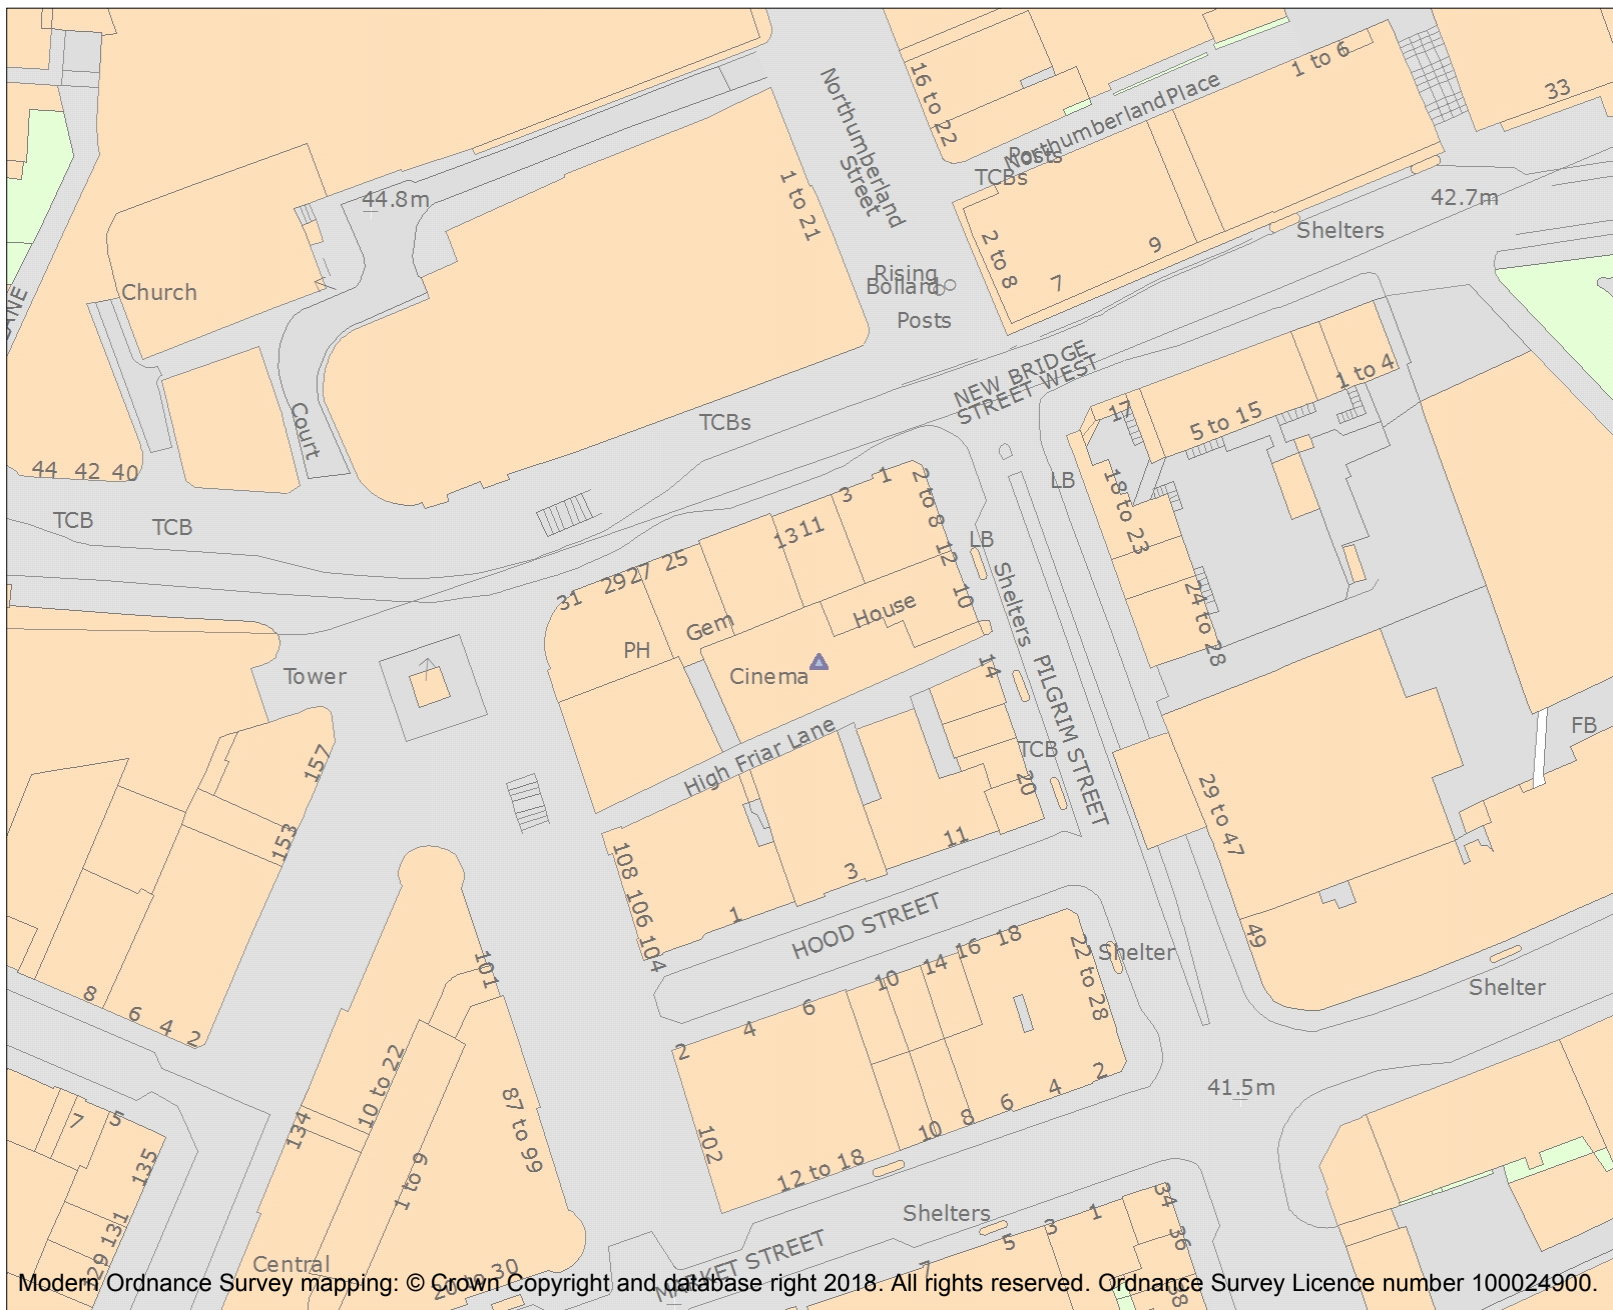 1 to 6
33
16 to 22
Northumberland
Street
Northumberland Place
Posts
TCBs
44.8m
1 to 21
42.7m
Shelters
2 to 8
7
9
Rising
Bollard
Posts
Church
NEW BRIDGE
STREET WEST
1 to 4
17
5 to 15
TCBs
Court
44 42 40
TCB
TCB
LB
18 to 23
1
3
2 to 8
13 11
12
LB
25
29 27
31
10
Shelters
24 to 28
Gem
House
PH
Cinema
Tower
14
PILGRIM STREET
FB
157
High Friar Lane
TCB
20
29 to 47
153
108
106
104
11
3
1
HOOD STREET
49
Shelter
Shelter
101
18
16
14
10
6
4
2
22 to 28
8
6
4
2
10 to 22
41.5m
2
4
6
8
10
12 to 18
102
87 to 99
134
7
5
135
1 to 9
131
129
Shelters
34
36
38
1
3
5
7
Central
20 to 30
MARKET STREET
Modern Ordnance Survey mapping: © Crown Copyright and database right 2018. All rights reserved. Ordnance Survey Licence number 100024900.